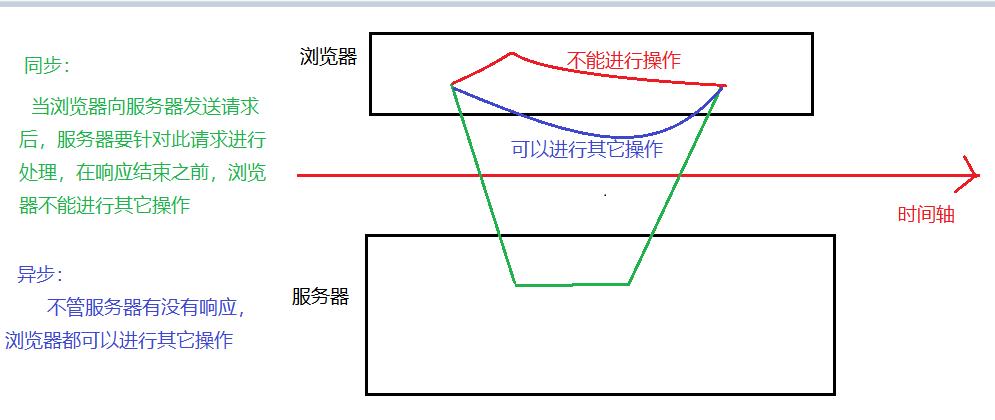 同步：
当浏览器向服务器发送请求
后，服务器要针对此请求进行
处理，在响应结束之前，浏览
器不能进行其它操作
异步：
不管服务器有没有响应，
浏览器都可以进行其它操作
浏览器
不能进行操作
可以进行其它操作
时间轴
服务器